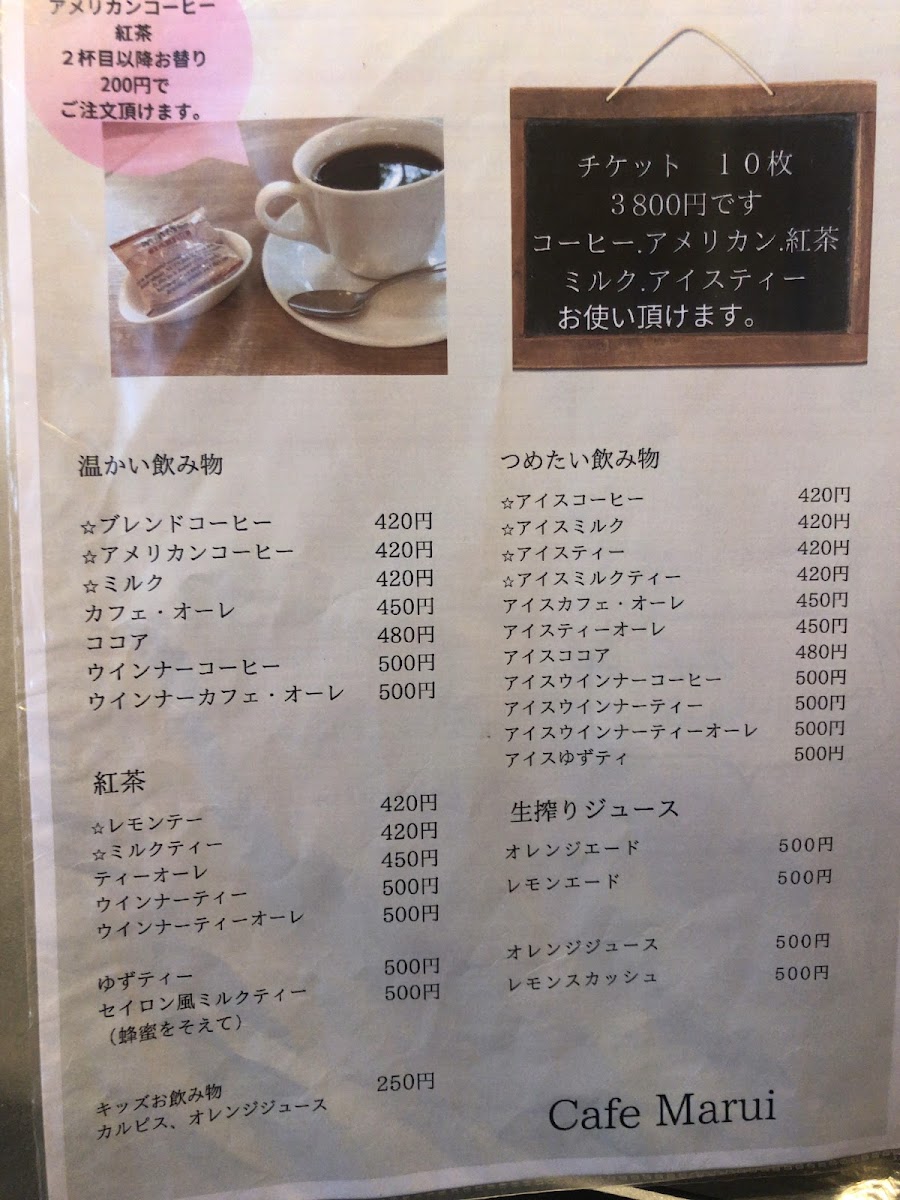 アメリカンコーヒー
紅茶
２杯目以降お替り
200円で
ご注文頂けます。
チケット　１０枚
３８００円です
コーヒー.アメリカン.紅茶
ミルク.アイスティー
お使い頂けます。
温かい飲み物
☆ブレンドコーヒー 420円
☆アメリカンコーヒー 420円
☆ミルク 420円
カフェ・オーレ 450円
ココア 480円
ウインナーコーヒー 500円
ウインナーカフェ・オーレ 500円
紅茶
☆レモンテー 420円
☆ミルクティー 420円
ティーオーレ 450円
ウインナーティー 500円
ウインナーティーオーレ 500円
ゆずティー 500円
セイロン風ミルクティー 500円
（蜂蜜をそえて）
キッズお飲み物 250円
カルピス、オレンジジュース
つめたい飲み物
☆アイスコーヒー 420円
☆アイスミルク 420円
☆アイスティー 420円
☆アイスミルクティー 420円
アイスカフェ・オーレ 450円
アイスティーオーレ 450円
アイスココア 480円
アイスウインナーコーヒー 500円
アイスウインナーティー 500円
アイスウインナーティーオーレ 500円
アイスゆずティ 500円
生搾りジュース
オレンジエード 500円
レモンエード 500円
オレンジジュース 500円
レモンスカッシュ 500円
Cafe Marui